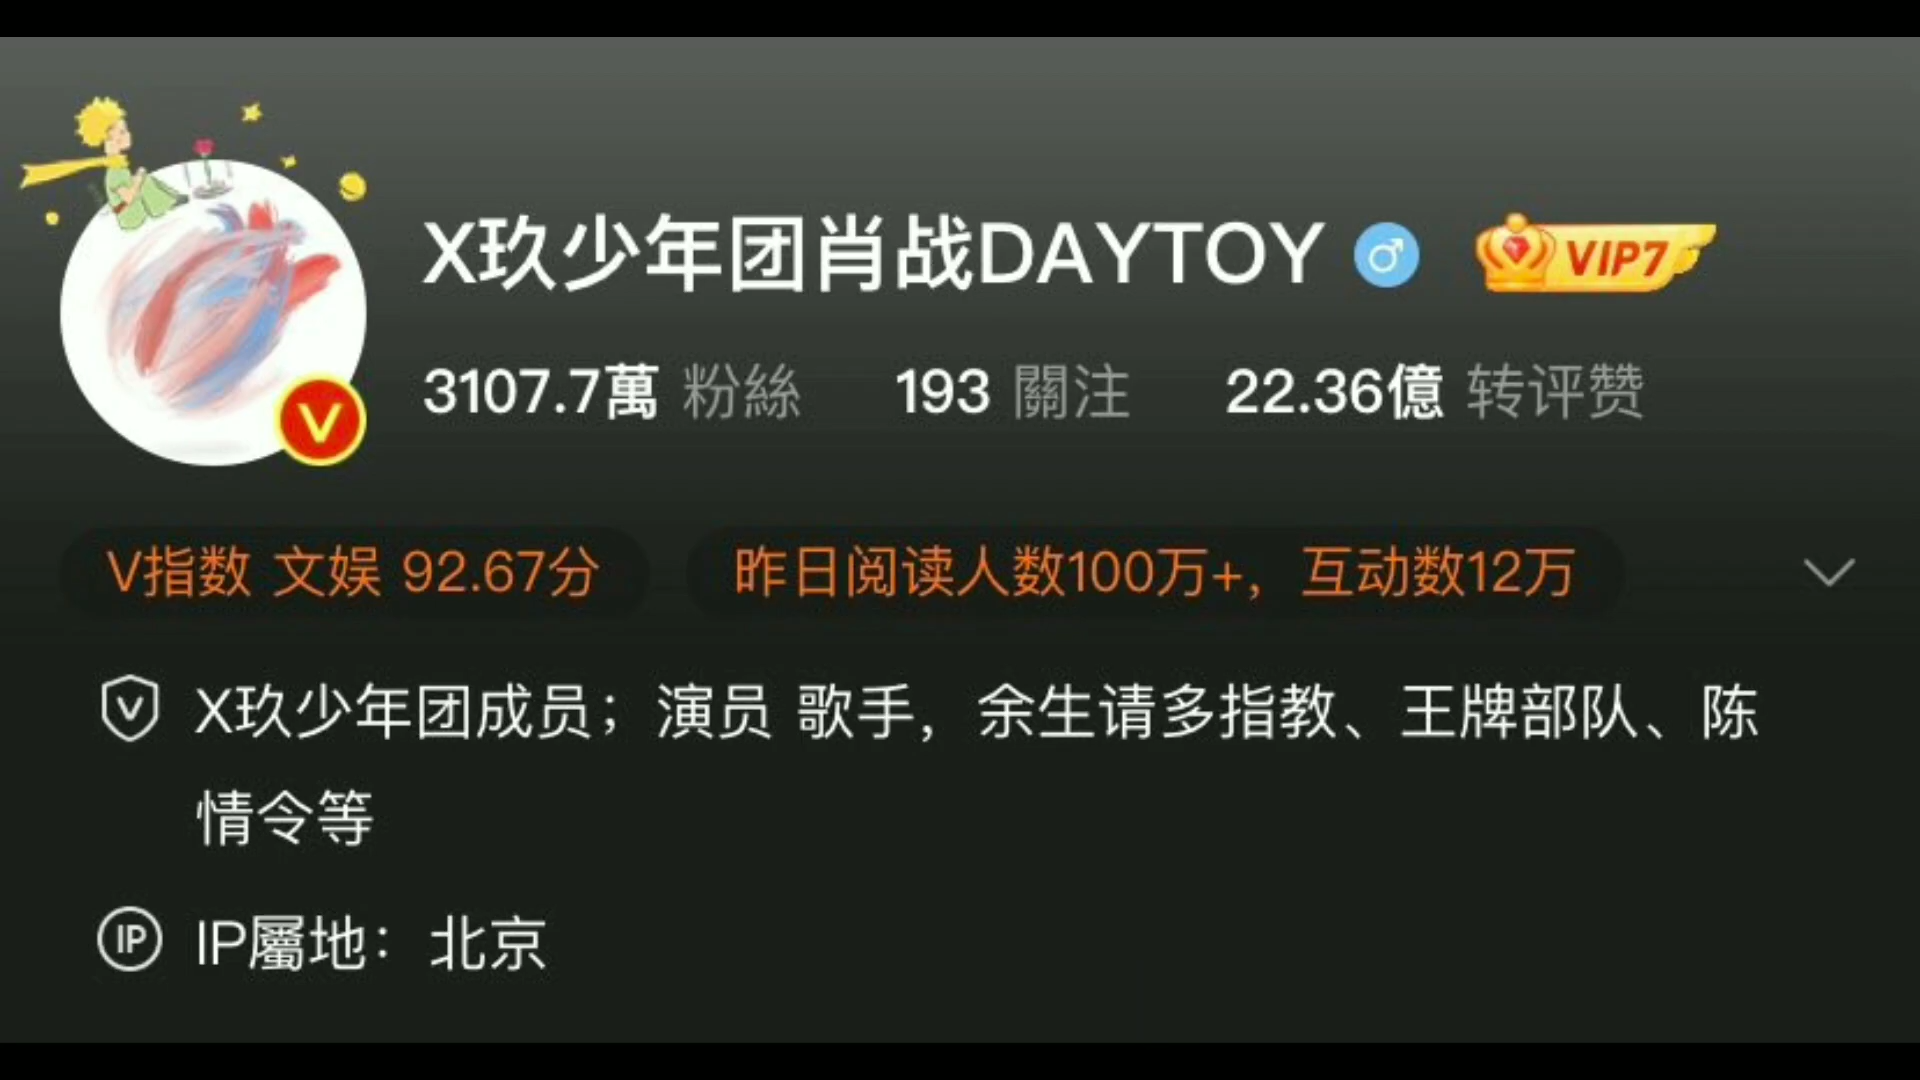 X玖少年团肖战DAYTOY
VIP7
3107.7萬 粉絲 193 關注 22.36億 转评赞
V指数 文娱 92.67分 昨日阅读人数100万+，互动数12万
X玖少年团成员；演员 歌手，余生请多指教、王牌部队、陈
情令等
IP IP屬地：北京